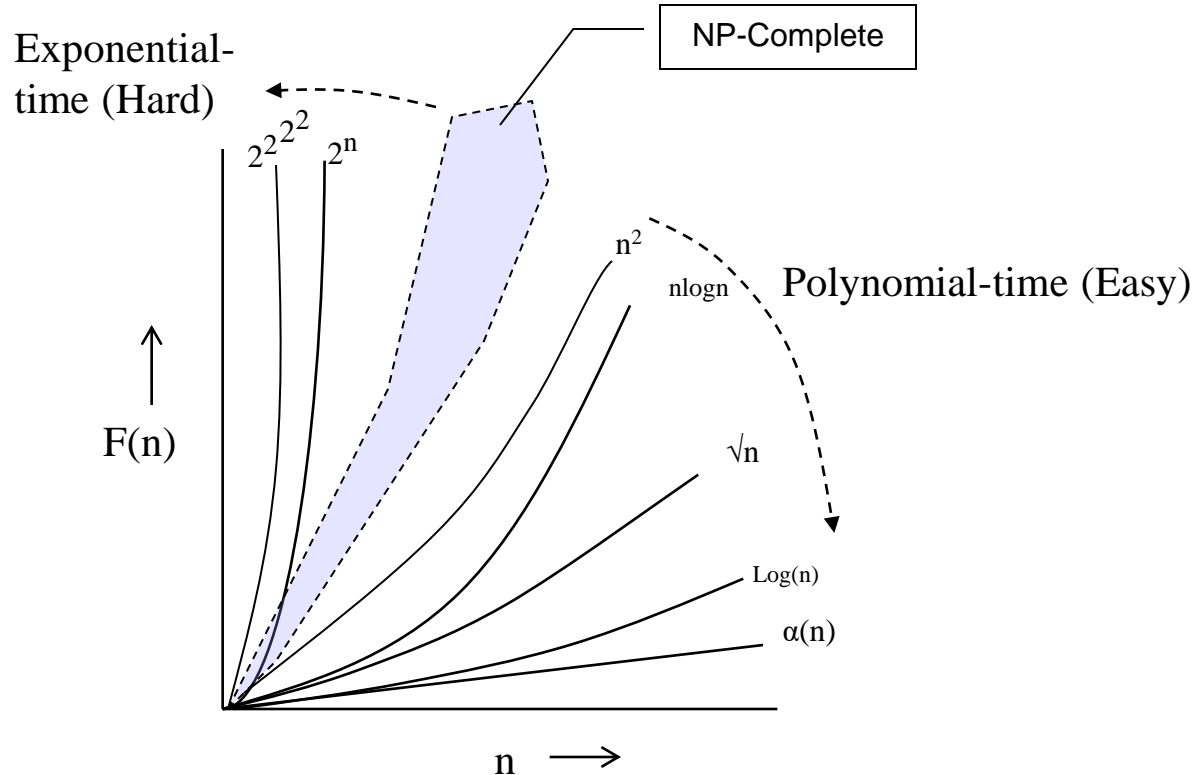 NP-Complete
Exponential-
time (Hard)
2^2^2^2
2^n
n^2
nlogn
Polynomial-time (Easy)
F(n)
√n
Log(n)
α(n)
n